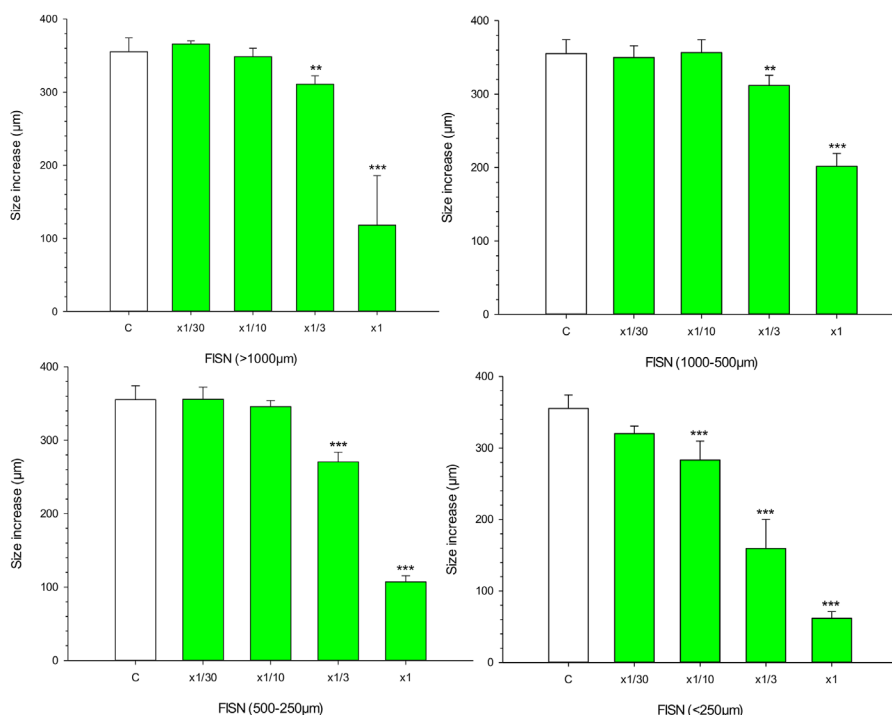 400
300
200
100
0
Size increase (µm)
**
***
C x1/30 x1/10 x1/3 x1
FISN (>1000µm)
400
300
200
100
0
Size increase (µm)
**
***
C x1/30 x1/10 x1/3 x1
FISN (1000-500µm)
400
300
200
100
0
Size increase (µm)
***
***
C x1/30 x1/10 x1/3 x1
FISN (500-250µm)
400
300
200
100
0
Size increase (µm)
***
***
***
C x1/30 x1/10 x1/3 x1
FISN (<250µm)